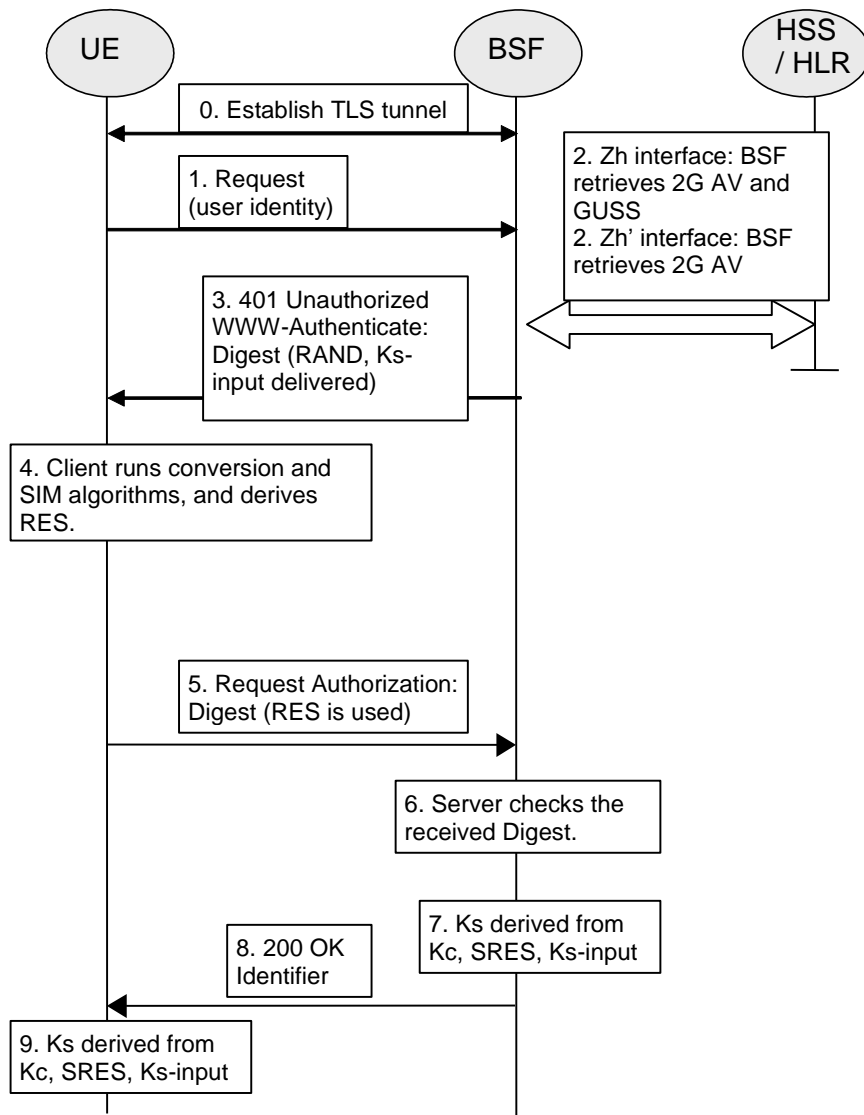 UE
BSF
HSS
/ HLR
0. Establish TLS tunnel
1. Request
(user identity)
2. Zh interface: BSF
retrieves 2G AV and
GUSS
2. Zh’ interface: BSF
retrieves 2G AV
3. 401 Unauthorized
WWW-Authenticate:
Digest (RAND, Ks-
input delivered)
4. Client runs conversion and
SIM algorithms, and derives
RES.
5. Request Authorization:
Digest (RES is used)
6. Server checks the
received Digest.
7. Ks derived from
Kc, SRES, Ks-input
8. 200 OK
Identifier
9. Ks derived from
Kc, SRES, Ks-input